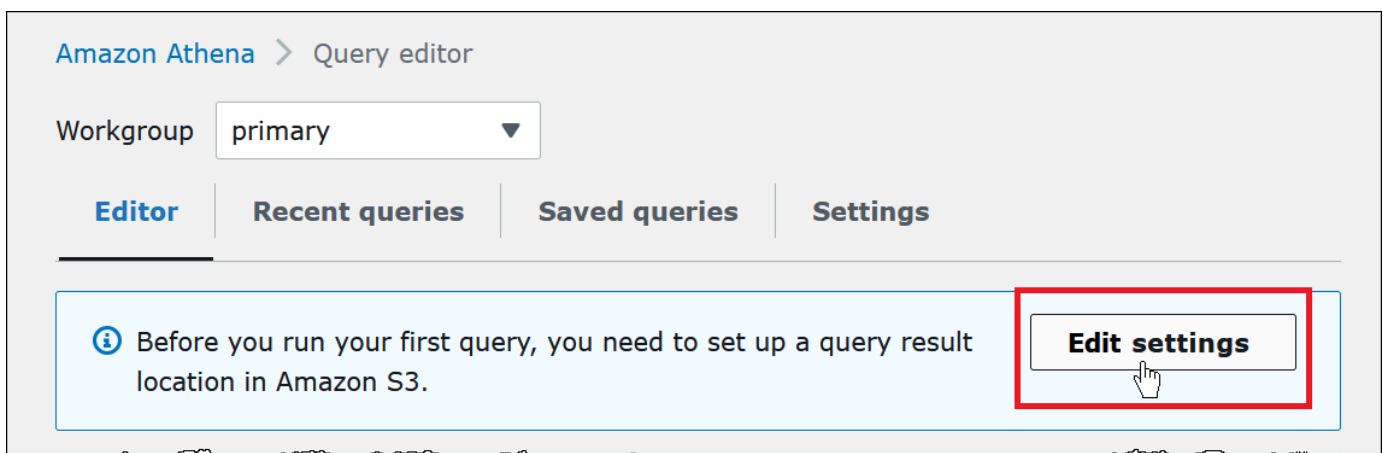 Amazon Athena > Query editor
Workgroup primary
Editor Recent queries Saved queries Settings
Before you run your first query, you need to set up a query result
location in Amazon S3.
Edit settings